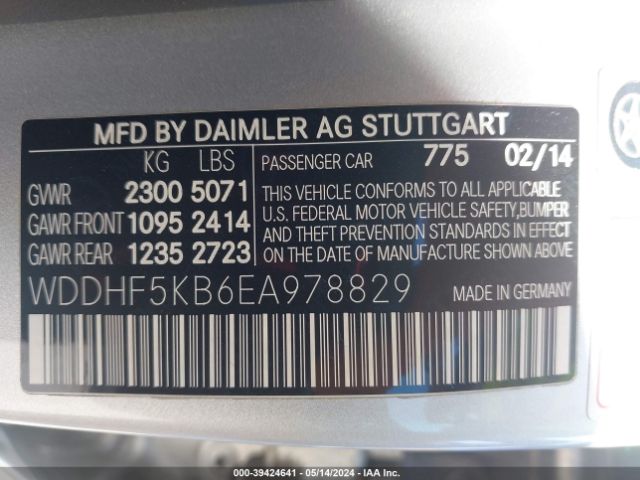 MFD BY DAIMLER AG STUTTGART
KG LBS PASSENGER CAR 775 02/14
GVWR 2300 5071
GAWR FRONT 1095 2414
GAWR REAR 1235 2723
THIS VEHICLE CONFORMS TO ALL APPLICABLE
U.S. FEDERAL MOTOR VEHICLE SAFETY,BUMPER
AND THEFT PREVENTION STANDARDS IN EFFECT
ON THE DATE OF MANUFACTURE SHOWN ABOVE
WDDHF5KB6EA978829 MADE IN GERMANY
000-39424641 - 05/14/2024 - IAA Inc.